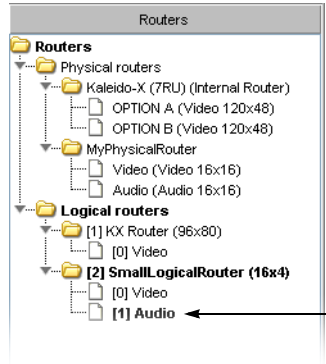 Routers
Routers
Physical routers
Kaleido-X (7RU) (Internal Router)
OPTION A (Video 120x48)
OPTION B (Video 120x48)
MyPhysicalRouter
Video (Video 16x16)
Audio (Audio 16x16)
Logical routers
[1] KX Router (96x80)
[0] Video
[2] SmallLogicalRouter (16x4)
[0] Video
[1] Audio